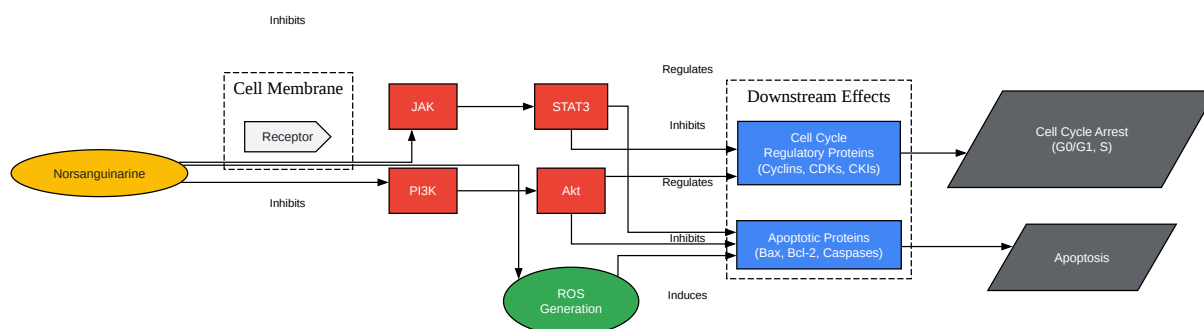 Inhibits
Cell Membrane
Receptor
Norsanguinarine
Inhibits
JAK
PI3K
STAT3
Akt
ROS
Generation
Regulates
Inhibits
Regulates
Inhibits
Induces
Downstream Effects
Cell Cycle
Regulatory Proteins
(Cyclins, CDKs, CKIs)
Apoptotic Proteins
(Bax, Bcl-2, Caspases)
Cell Cycle Arrest
(G0/G1, S)
Apoptosis